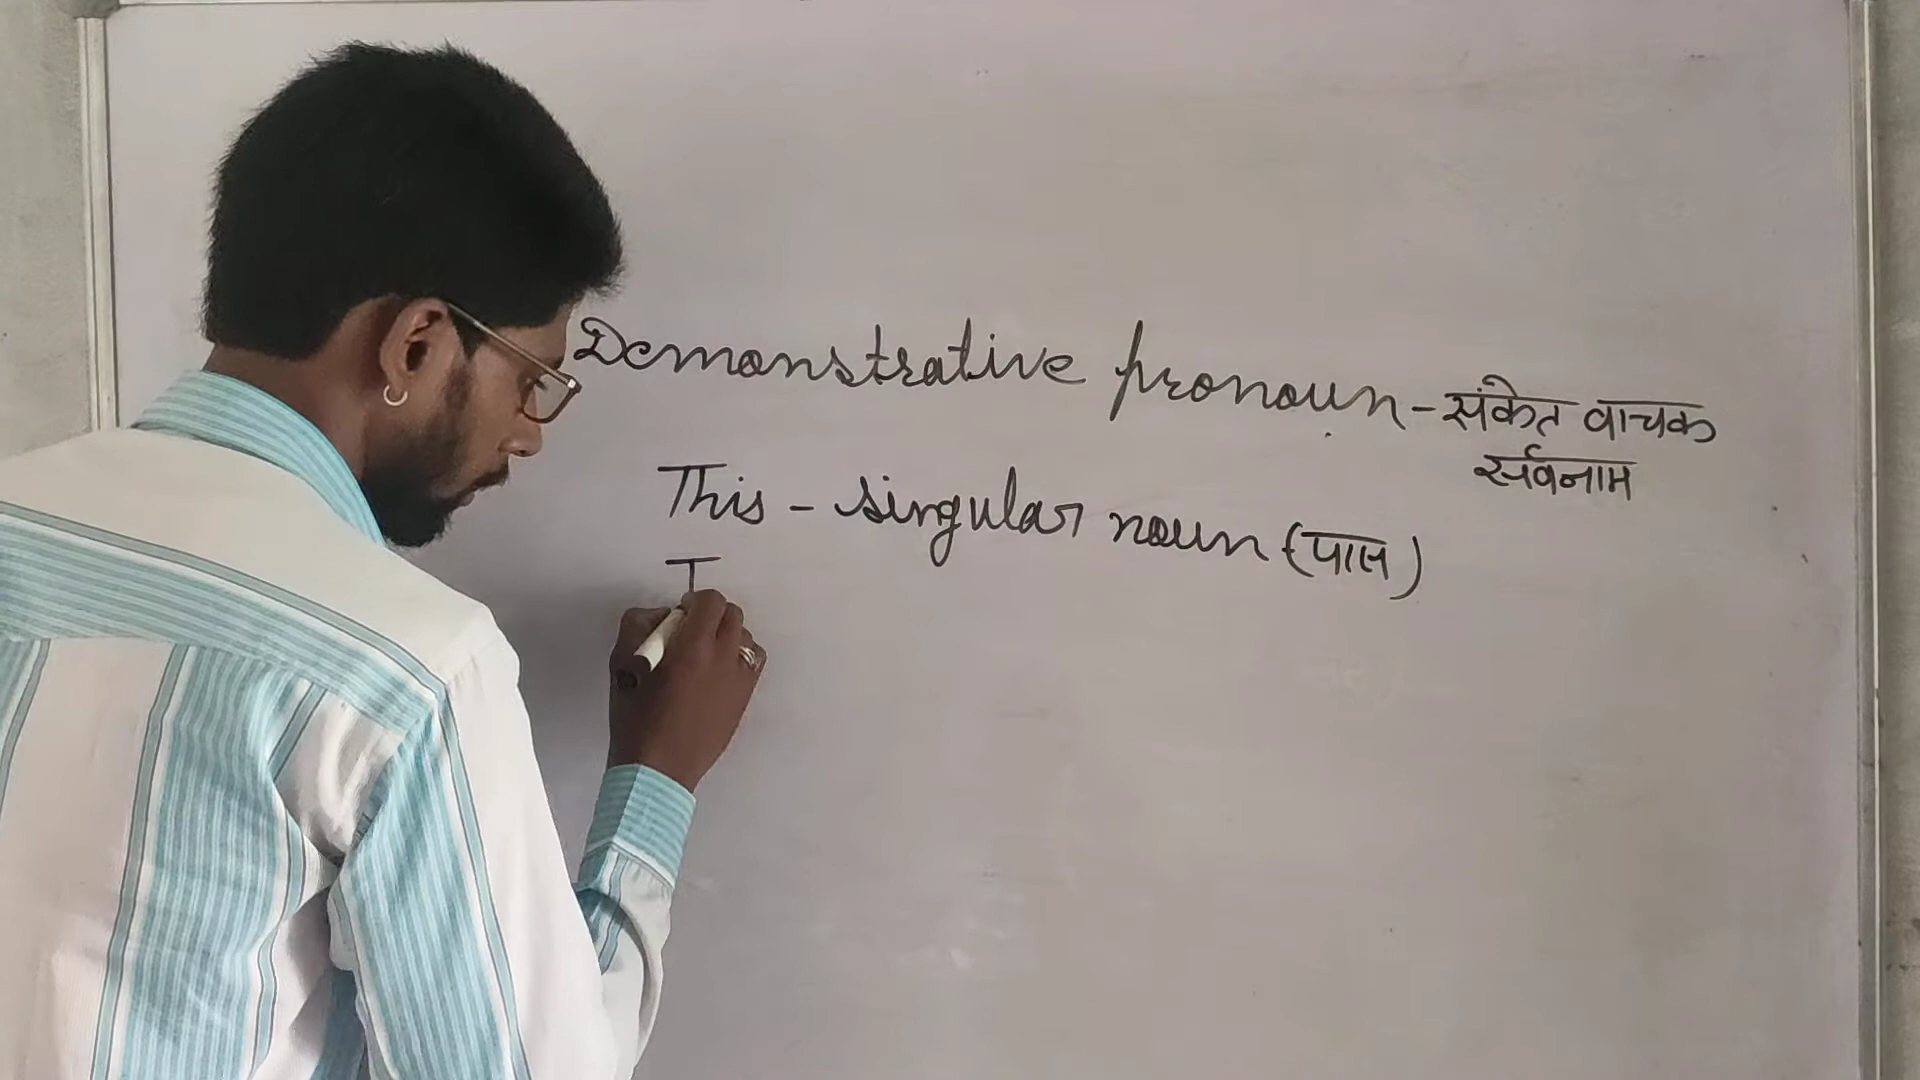 Demonstrative pronoun - संकेत वाचक
सर्वनाम
This - singular noun (पास)
T